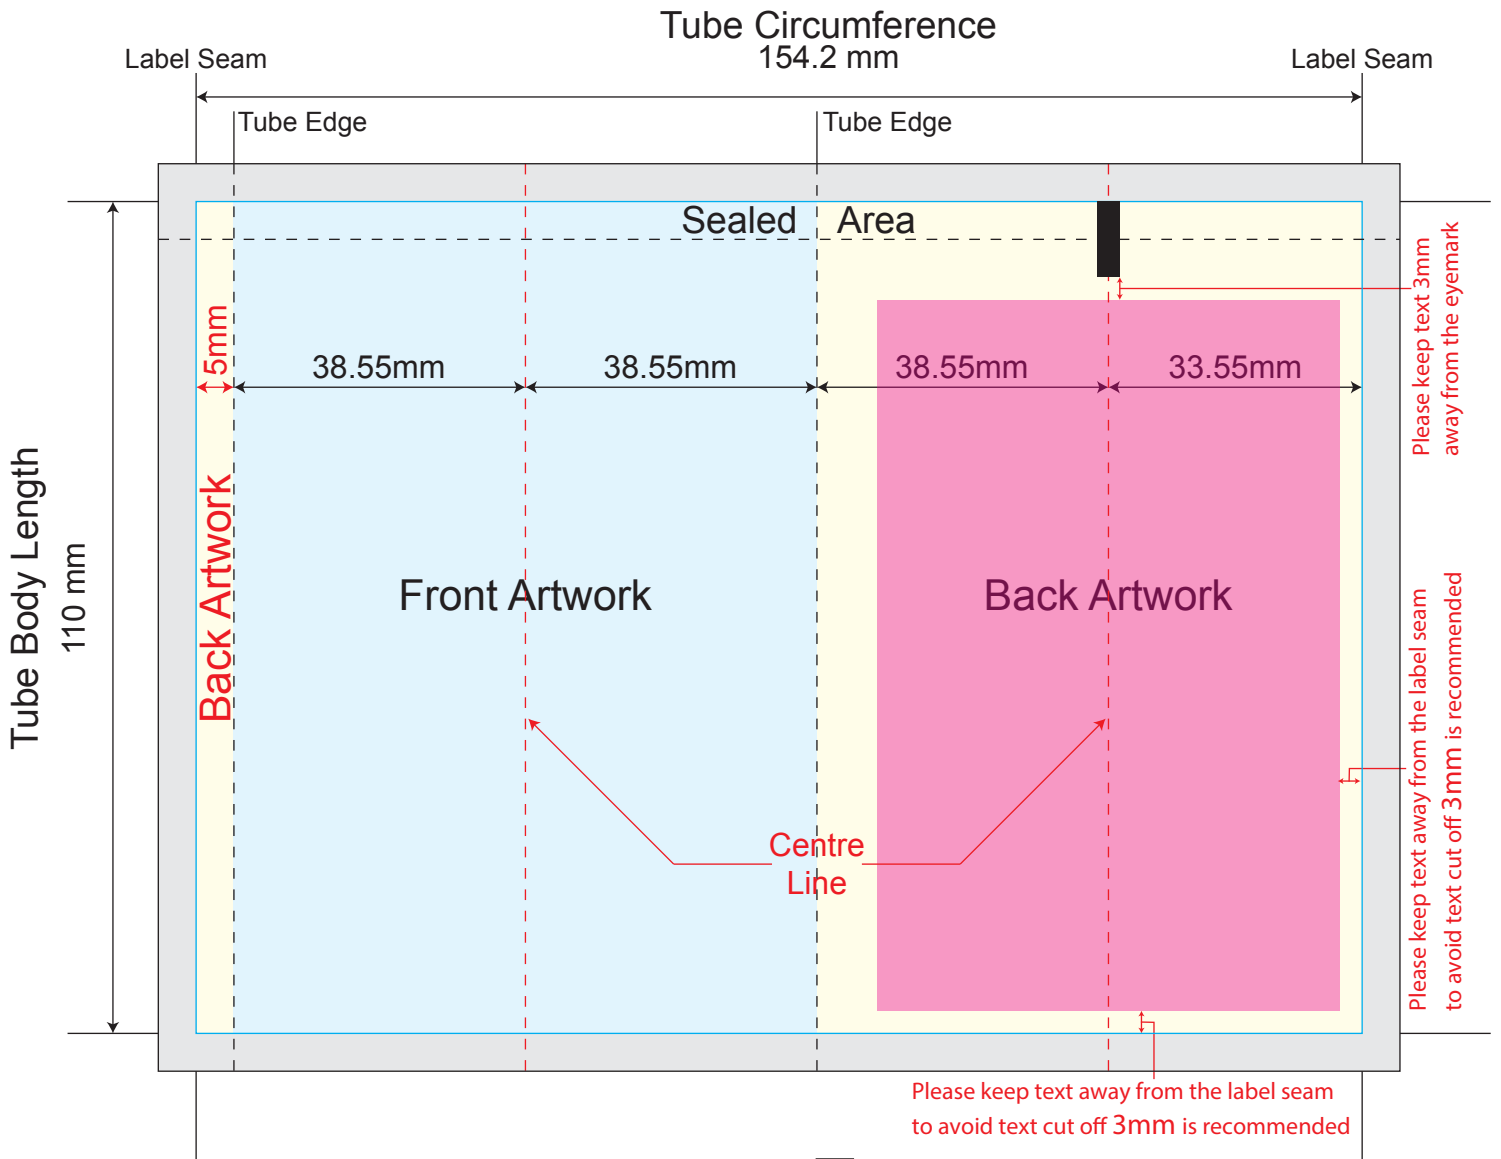 Tube Circumference
154.2 mm
Label Seam
Label Seam
Tube Edge
Tube Edge
Sealed Area
5mm
38.55mm
38.55mm
38.55mm
33.55mm
Please keep text 3mm
away from the eyemark
Tube Body Length
110 mm
Back Artwork
Front Artwork
Back Artwork
Centre
Line
Please keep text away from the label seam
to avoid text cut off 3mm is recommended
Please keep text away from the label seam
to avoid text cut off 3mm is recommended